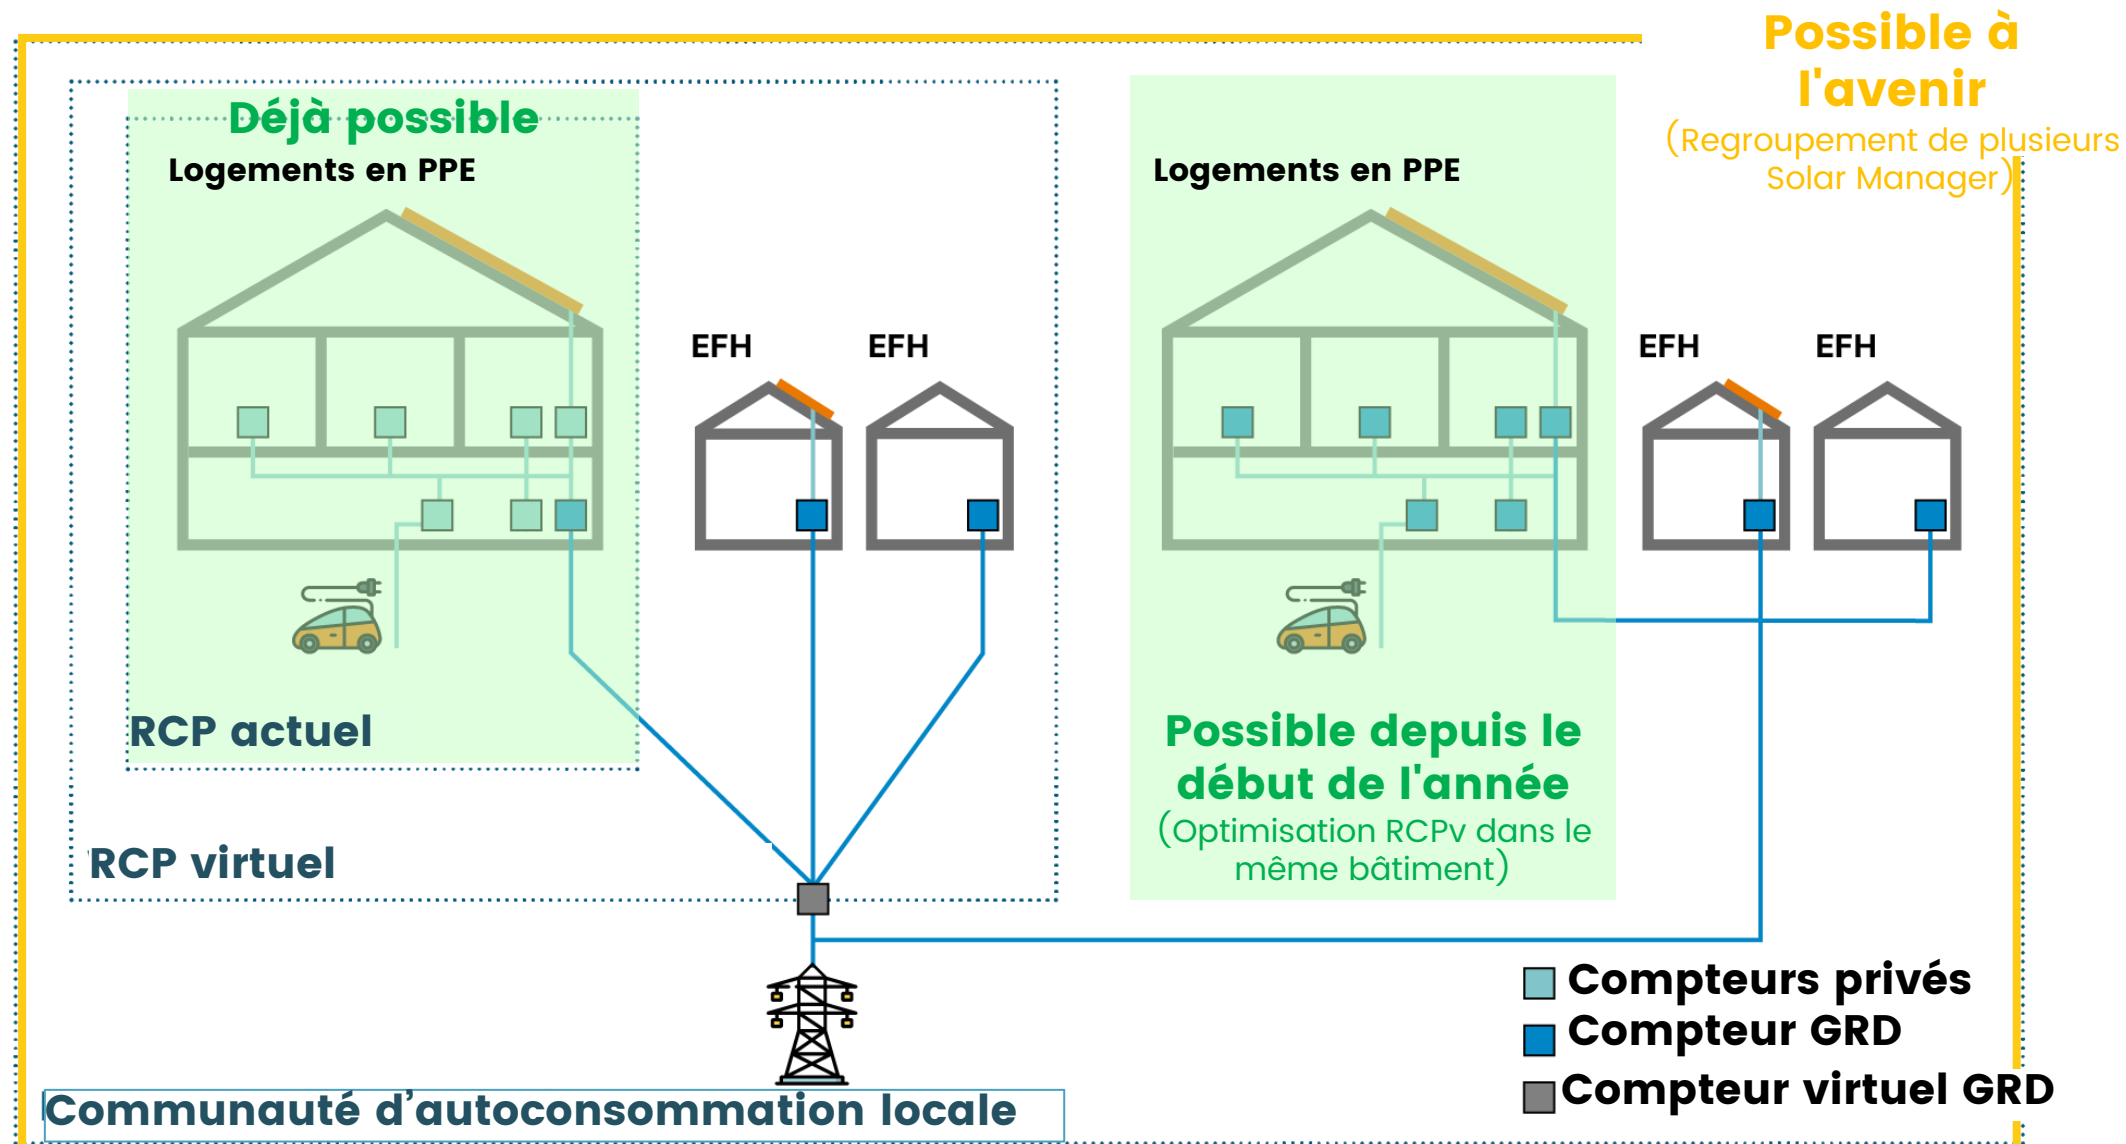 Possible à
l'avenir
(Regroupement de plusieurs
Solar Manager)
Déjà possible
Logements en PPE
EFH
EFH
RCP actuel
RCP virtuel
Logements en PPE
EFH
EFH
Possible depuis le
début de l'année
(Optimisation RCPv dans le
même bâtiment)
Compteurs privés
Compteur GRD
Compteur virtuel GRD
Communauté d’autoconsommation locale